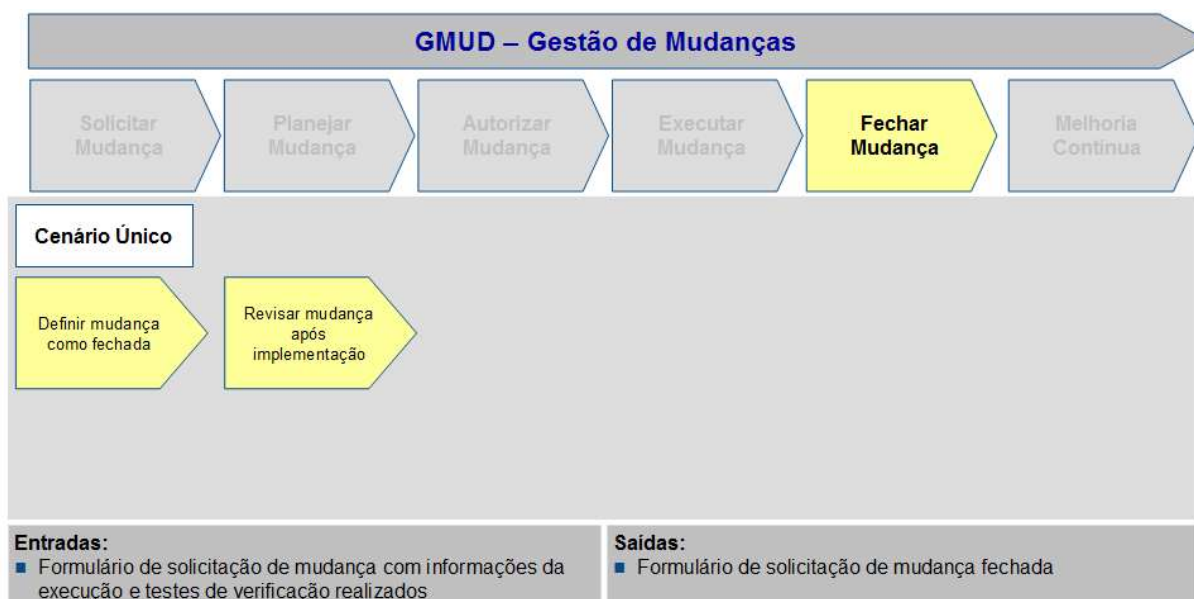 GMUD – Gestão de Mudanças
Solicitar
Mudança
Planejar
Mudança
Autorizar
Mudança
Executar
Mudança
Fechar
Mudança
Melhoria
Contínua
Cenário Único
Definir mudança
como fechada
Revisar mudança
após
implementação
Entradas:
Formulário de solicitação de mudança com informações da
execução e testes de verificação realizados
Saídas:
Formulário de solicitação de mudança fechada